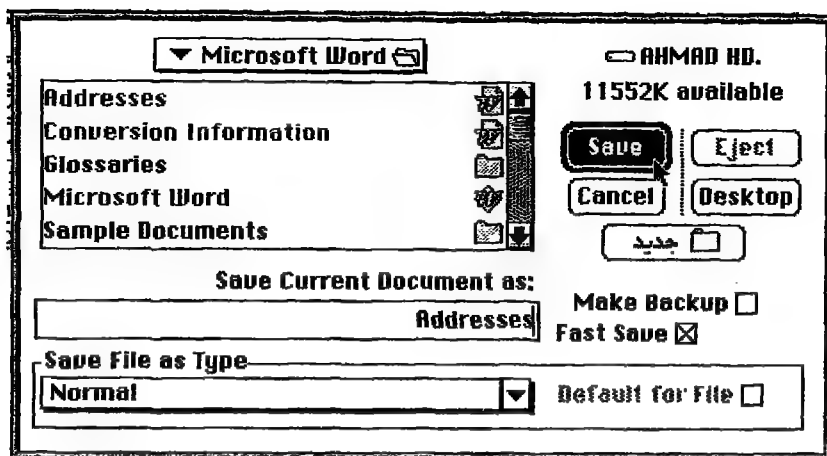 Microsoft Word
AHMAD HD.
11552K available
Addresses
Conversion Information
Glossaries
Microsoft Word
Sample Documents
Save
Eject
Cancel
Desktop
جديد
Save Current Document as:
Addresses
Make Backup
Fast Save
Save File as Type
Normal
Default for File